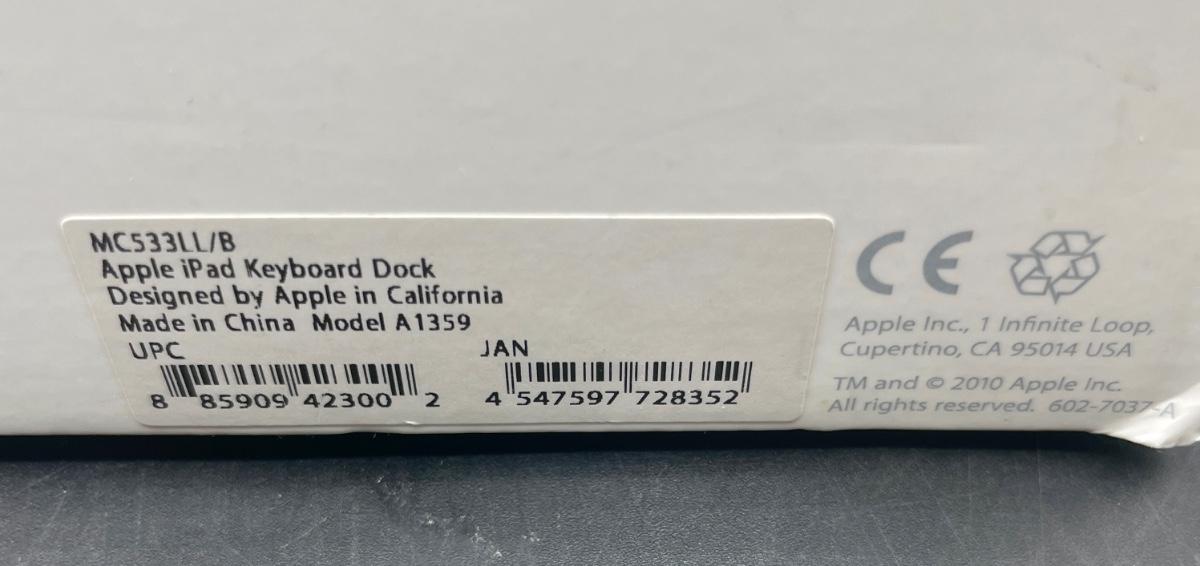 MC533LL/B
Apple iPad Keyboard Dock
Designed by Apple in California
Made in China Model A1359
UPC JAN
8 85909 42300 2 4 547597 728352
CE
Apple Inc., 1 Infinite Loop,
Cupertino, CA 95014 USA
TM and © 2010 Apple Inc.
All rights reserved. 602-7037-A